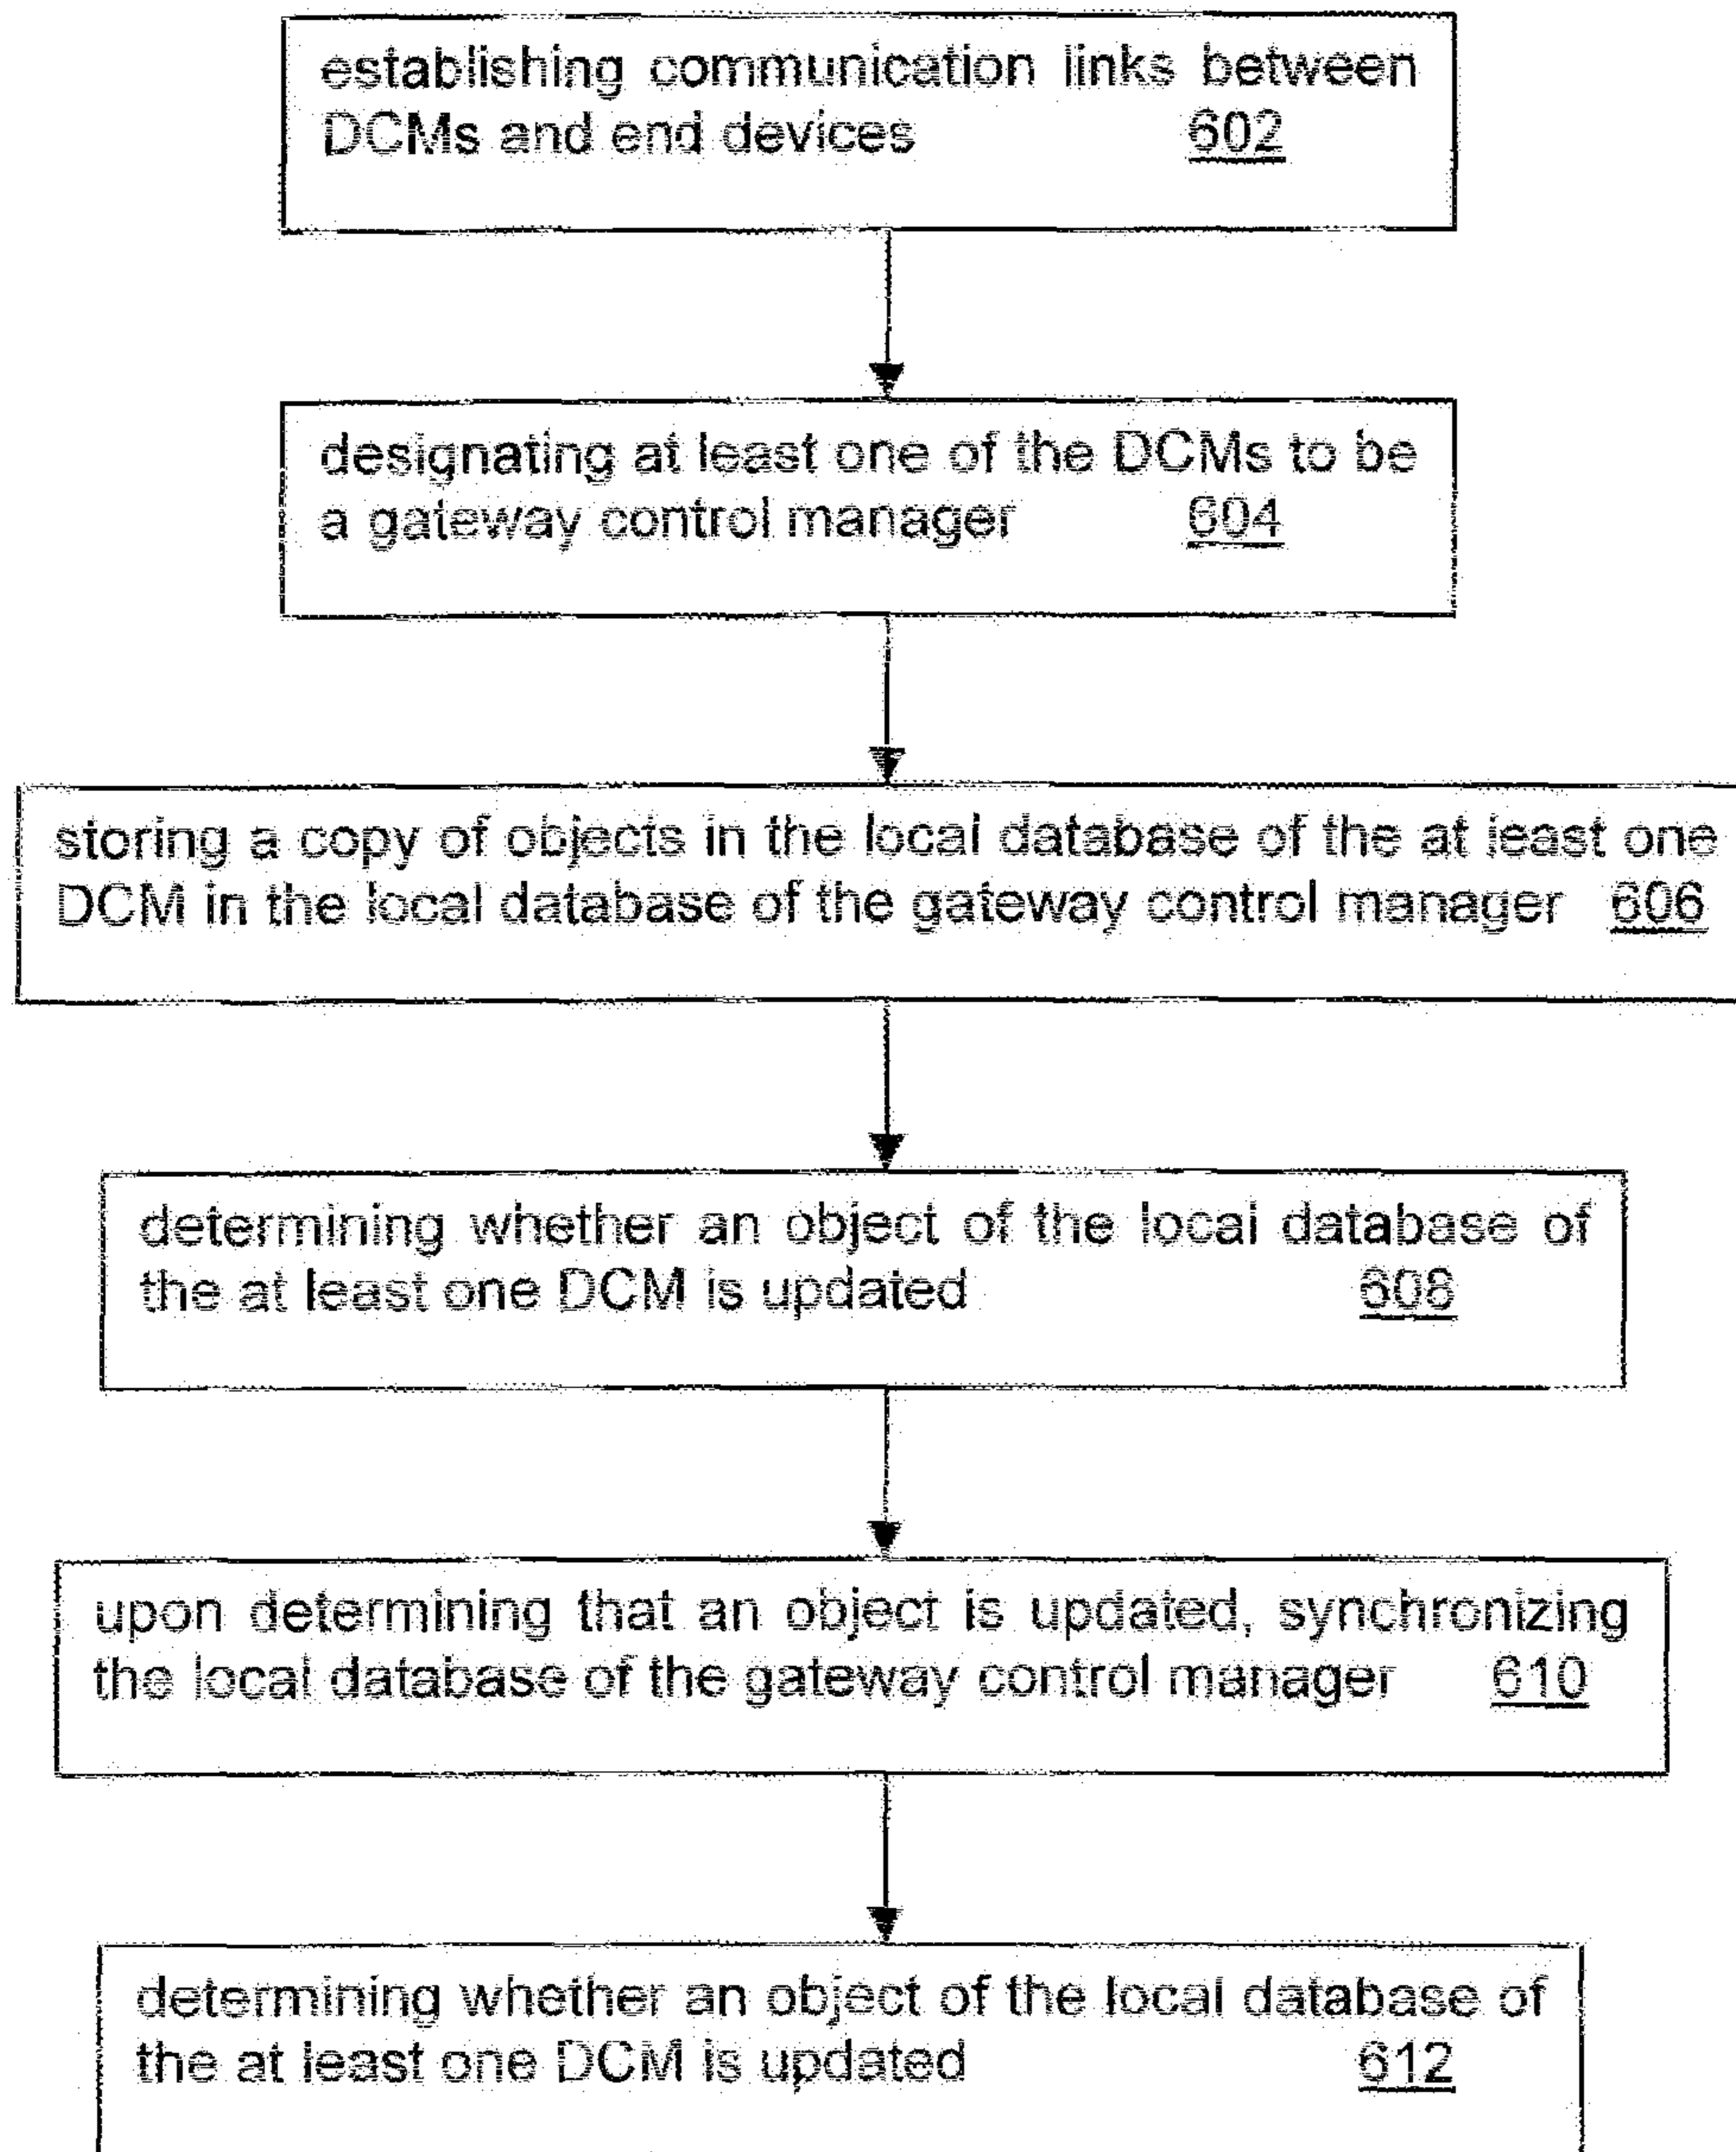 establishing communication links between
DCMs and end devices 602
designating at least one of the DCMs to be
a gateway control manager 604
storing a copy of objects in the local database of the at least one
DCM in the local database of the gateway control manager 606
determining whether an object of the local database of
the at least one DCM is updated 608
upon determining that an object is updated, synchronizing
the local database of the gateway control manager 610
determining whether an object of the local database of
the at least one DCM is updated 612